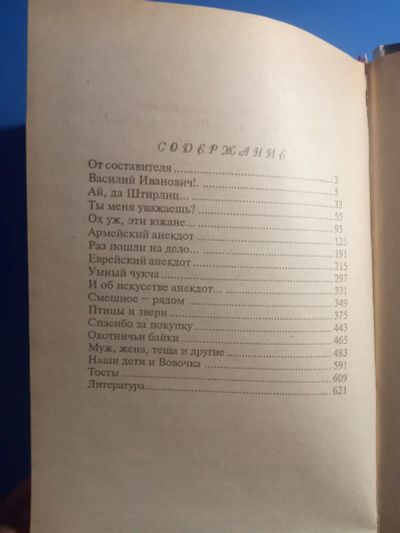 СОДЕРЖАНИЕ
От составителя 3
Василий Иванович!. 5
Ай, да Штирлиц... 33
Ты меня уважаешь? 55
Ох уж, эти южане... 93
Армейский анекдот 125
Раз пошли на дело... 191
Еврейский анекдот 215
Умный чукча 297
И об искусстве анекдот... 331
Смешное — рядом 349
Птицы и звери 375
Спасибо за покупку 443
Охотничьи байки 465
Муж, жена, теща и другие 483
Наши дети и Вовочка 591
Тосты 609
Литература 621